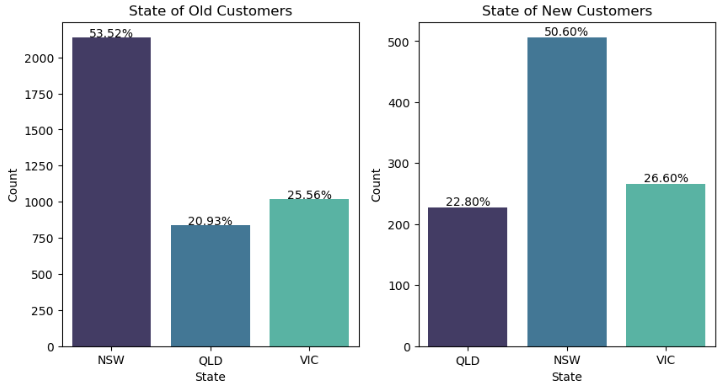 State of Old Customers
53.52%
20.93%
25.56%
2000
1750
1500
1250
1000
750
500
250
0
Count
NSW
QLD
VIC
State
State of New Customers
22.80%
50.60%
26.60%
500
400
300
200
100
0
Count
QLD
NSW
VIC
State